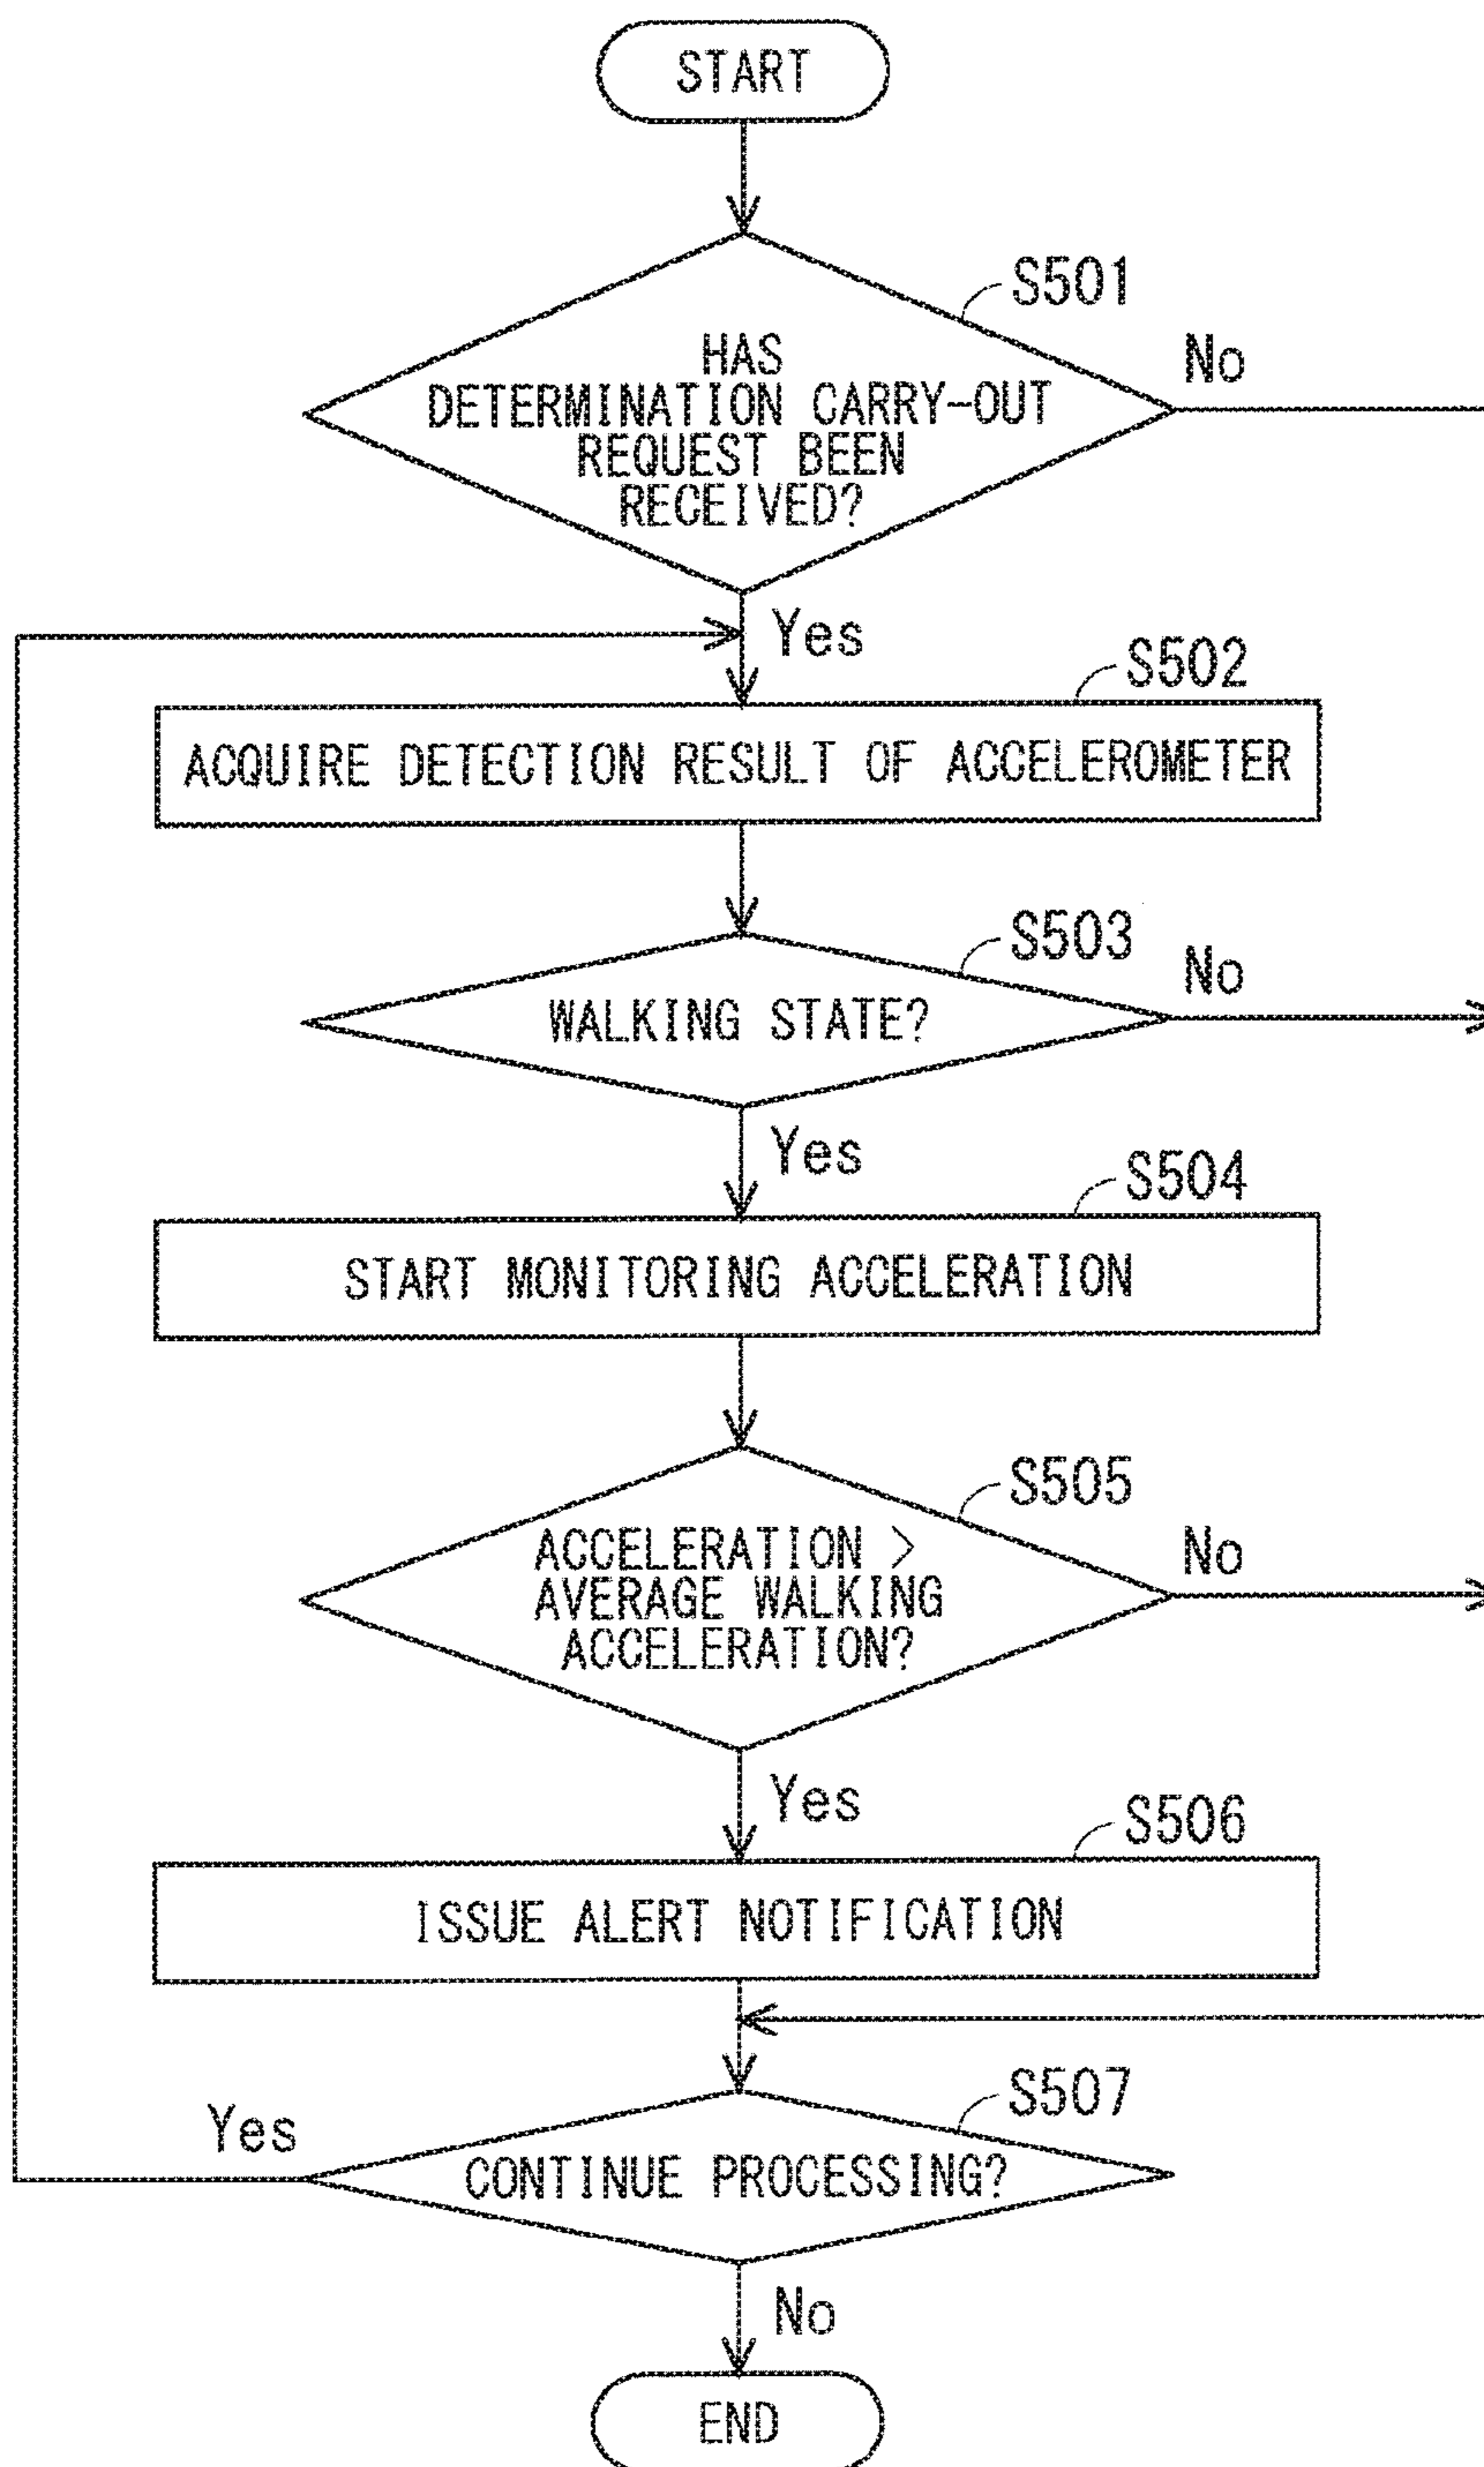 START
S501
HAS
DETERMINATION CARRY-OUT
REQUEST BEEN
RECEIVED?
No
Yes
S502
ACQUIRE DETECTION RESULT OF ACCELEROMETER
S503
WALKING STATE?
No
Yes
S504
START MONITORING ACCELERATION
S505
ACCELERATION >
AVERAGE WALKING
ACCELERATION?
No
Yes
S506
ISSUE ALERT NOTIFICATION
S507
CONTINUE PROCESSING?
Yes
No
END